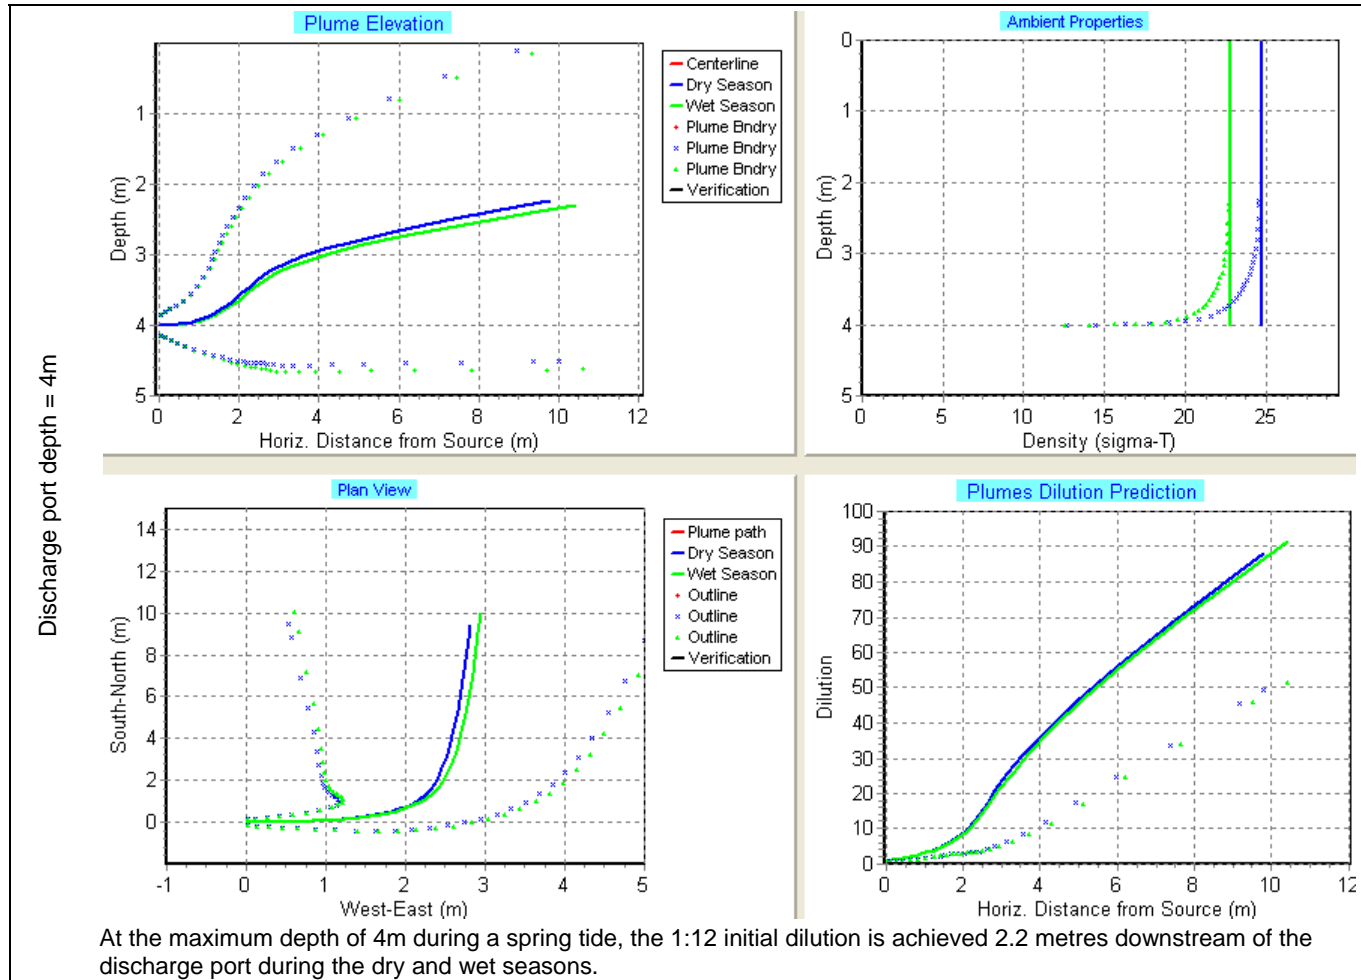 Discharge port depth = 4m
Plume Elevation
0
1
2
3
4
5
Depth (m)
0
2
4
6
8
10
12
Horiz. Distance from Source (m)
Centerline
Dry Season
Wet Season
Plume Bndry
Plume Bndry
Plume Bndry
Verification
Ambient Properties
0
1
2
3
4
5
Depth (m)
0
5
10
15
20
25
Density (sigma-T)
Plan View
14
12
10
8
6
4
2
0
South-North (m)
-1
0
1
2
3
4
5
West-East (m)
Plume path
Dry Season
Wet Season
Outline
Outline
Outline
Verification
Plumes Dilution Prediction
100
90
80
70
60
50
40
30
20
10
0
Dilution
0
2
4
6
8
10
12
Horiz. Distance from Source (m)
At the maximum depth of 4m during a spring tide, the 1:12 initial dilution is achieved 2.2 metres downstream of the
discharge port during the dry and wet seasons.